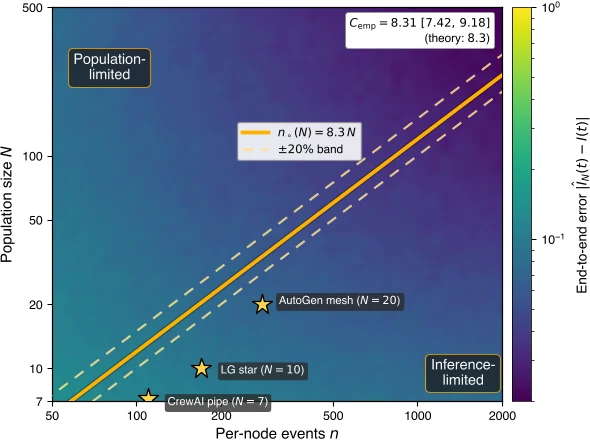 500
100
50
20
10
7
50
100
200
500
1000
2000
Population size N
Per-node events n
Population-
limited
C_emp = 8.31 [7.42, 9.18]
(theory: 8.3)
n_∘(N) = 8.3 N
±20% band
AutoGen mesh (N = 20)
LG star (N = 10)
CrewAI pipe (N = 7)
Inference-
limited
10⁰
10⁻¹
End-to-end error |Î_N(t) − I(t)|